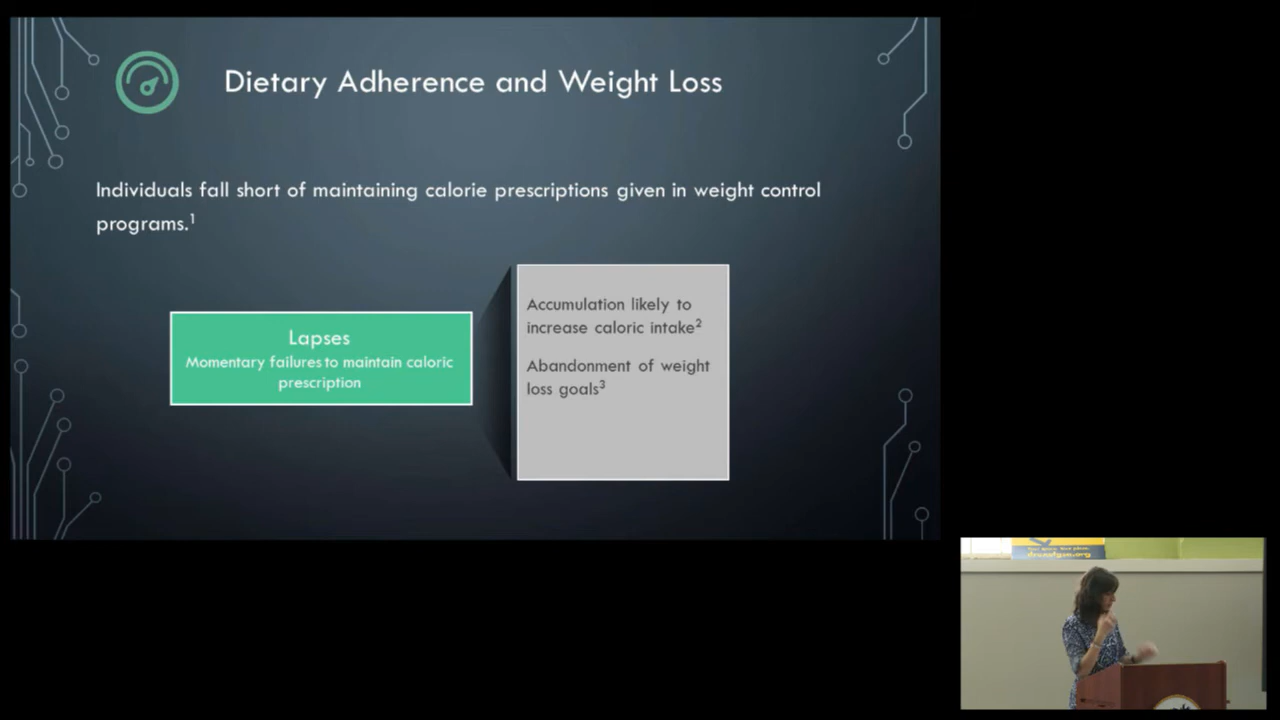 Dietary Adherence and Weight Loss
Individuals fall short of maintaining calorie prescriptions given in weight control
programs.¹
Lapses
Momentary failures to maintain caloric
prescription
Accumulation likely to
increase caloric intake²
Abandonment of weight
loss goals³